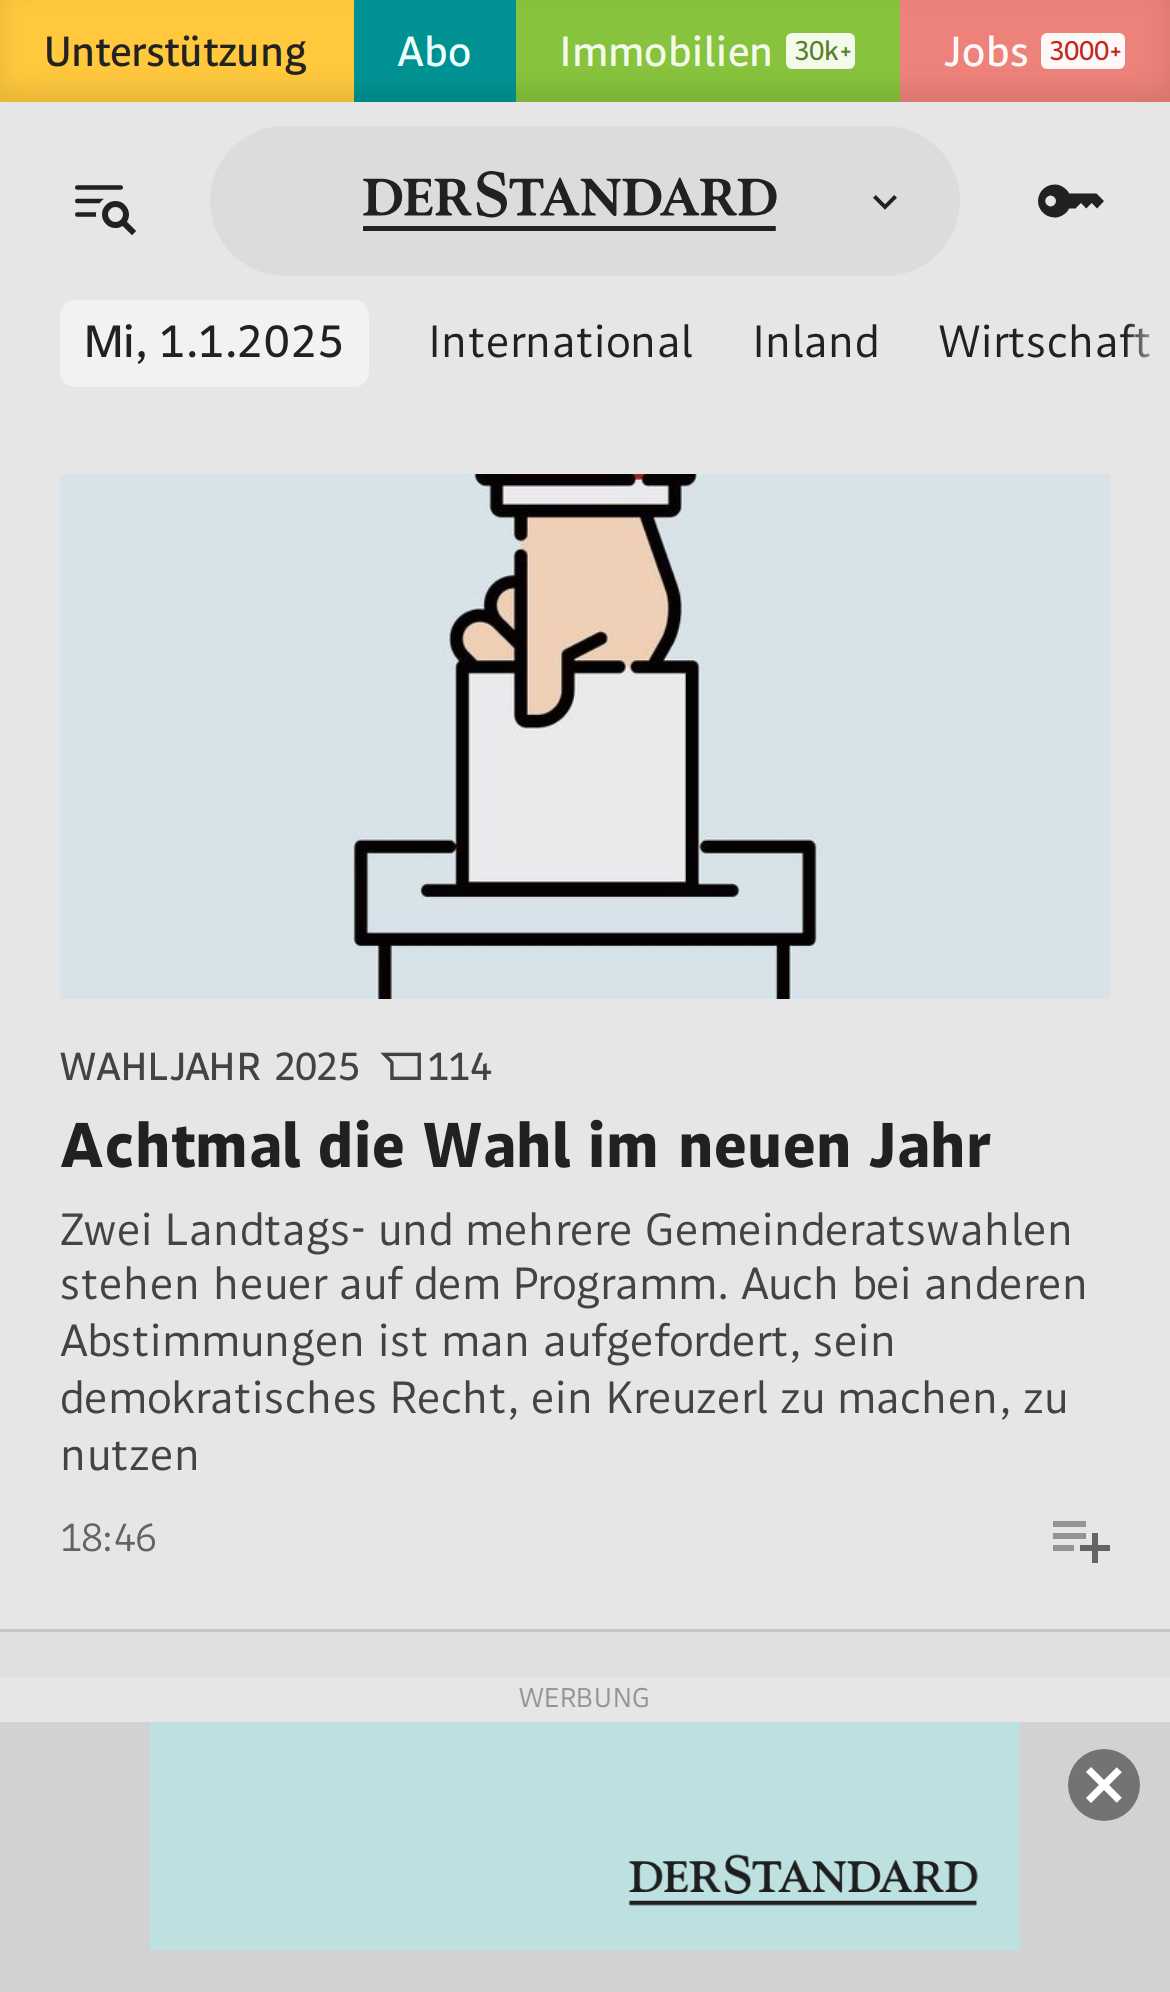 Unterstützung Abo Immobilien 30k+ Jobs 3000+
DERSTANDARD
Mi, 1.1.2025 International Inland Wirtschaft
WAHLJAHR 2025 114
Achtmal die Wahl im neuen Jahr
Zwei Landtags- und mehrere Gemeinderatswahlen
stehen heuer auf dem Programm. Auch bei anderen
Abstimmungen ist man aufgefordert, sein
demokratisches Recht, ein Kreuzerl zu machen, zu
nutzen
18:46
WERBUNG
DERSTANDARD